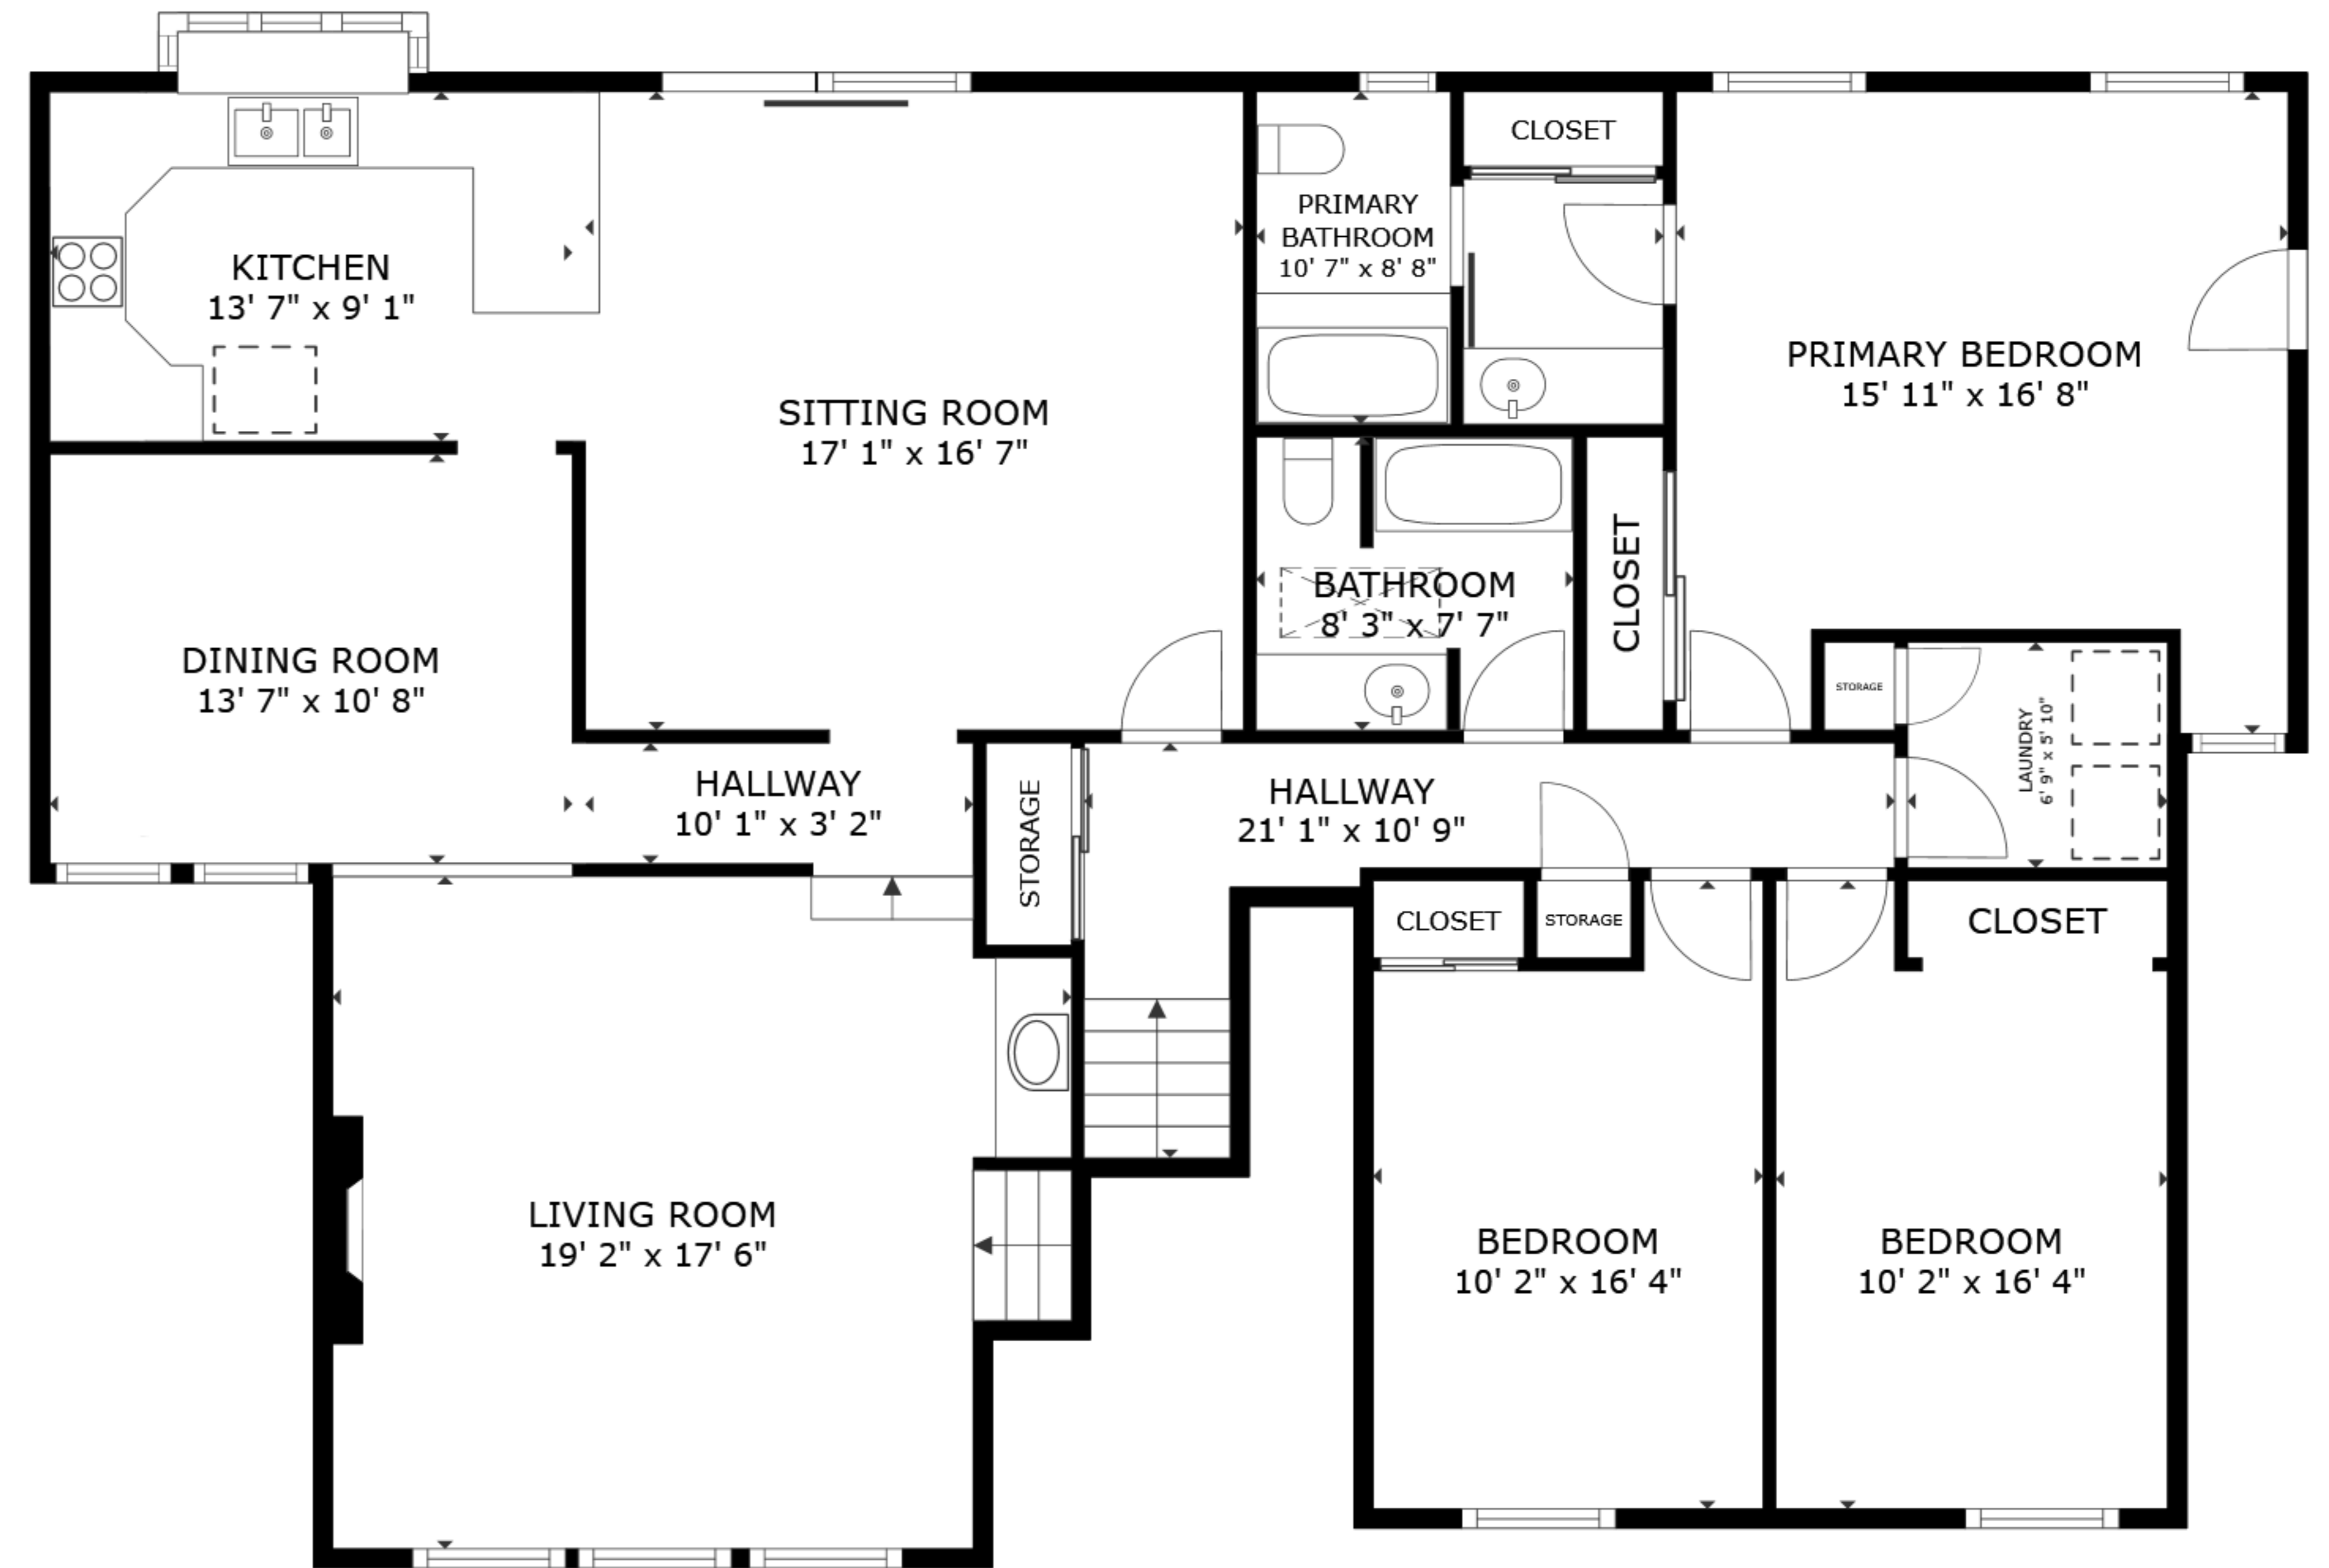 CLOSET
PRIMARY
BATHROOM
10' 7" x 8' 8"
KITCHEN
13' 7" x 9' 1"
PRIMARY BEDROOM
15' 11" x 16' 8"
SITTING ROOM
17' 1" x 16' 7"
BATHROOM
8' 3" x 7' 7"
CLOSET
DINING ROOM
13' 7" x 10' 8"
STORAGE
LAUNDRY
6' 9" x 5' 10"
HALLWAY
10' 1" x 3' 2"
STORAGE
HALLWAY
21' 1" x 10' 9"
CLOSET
STORAGE
CLOSET
LIVING ROOM
19' 2" x 17' 6"
BEDROOM
10' 2" x 16' 4"
BEDROOM
10' 2" x 16' 4"